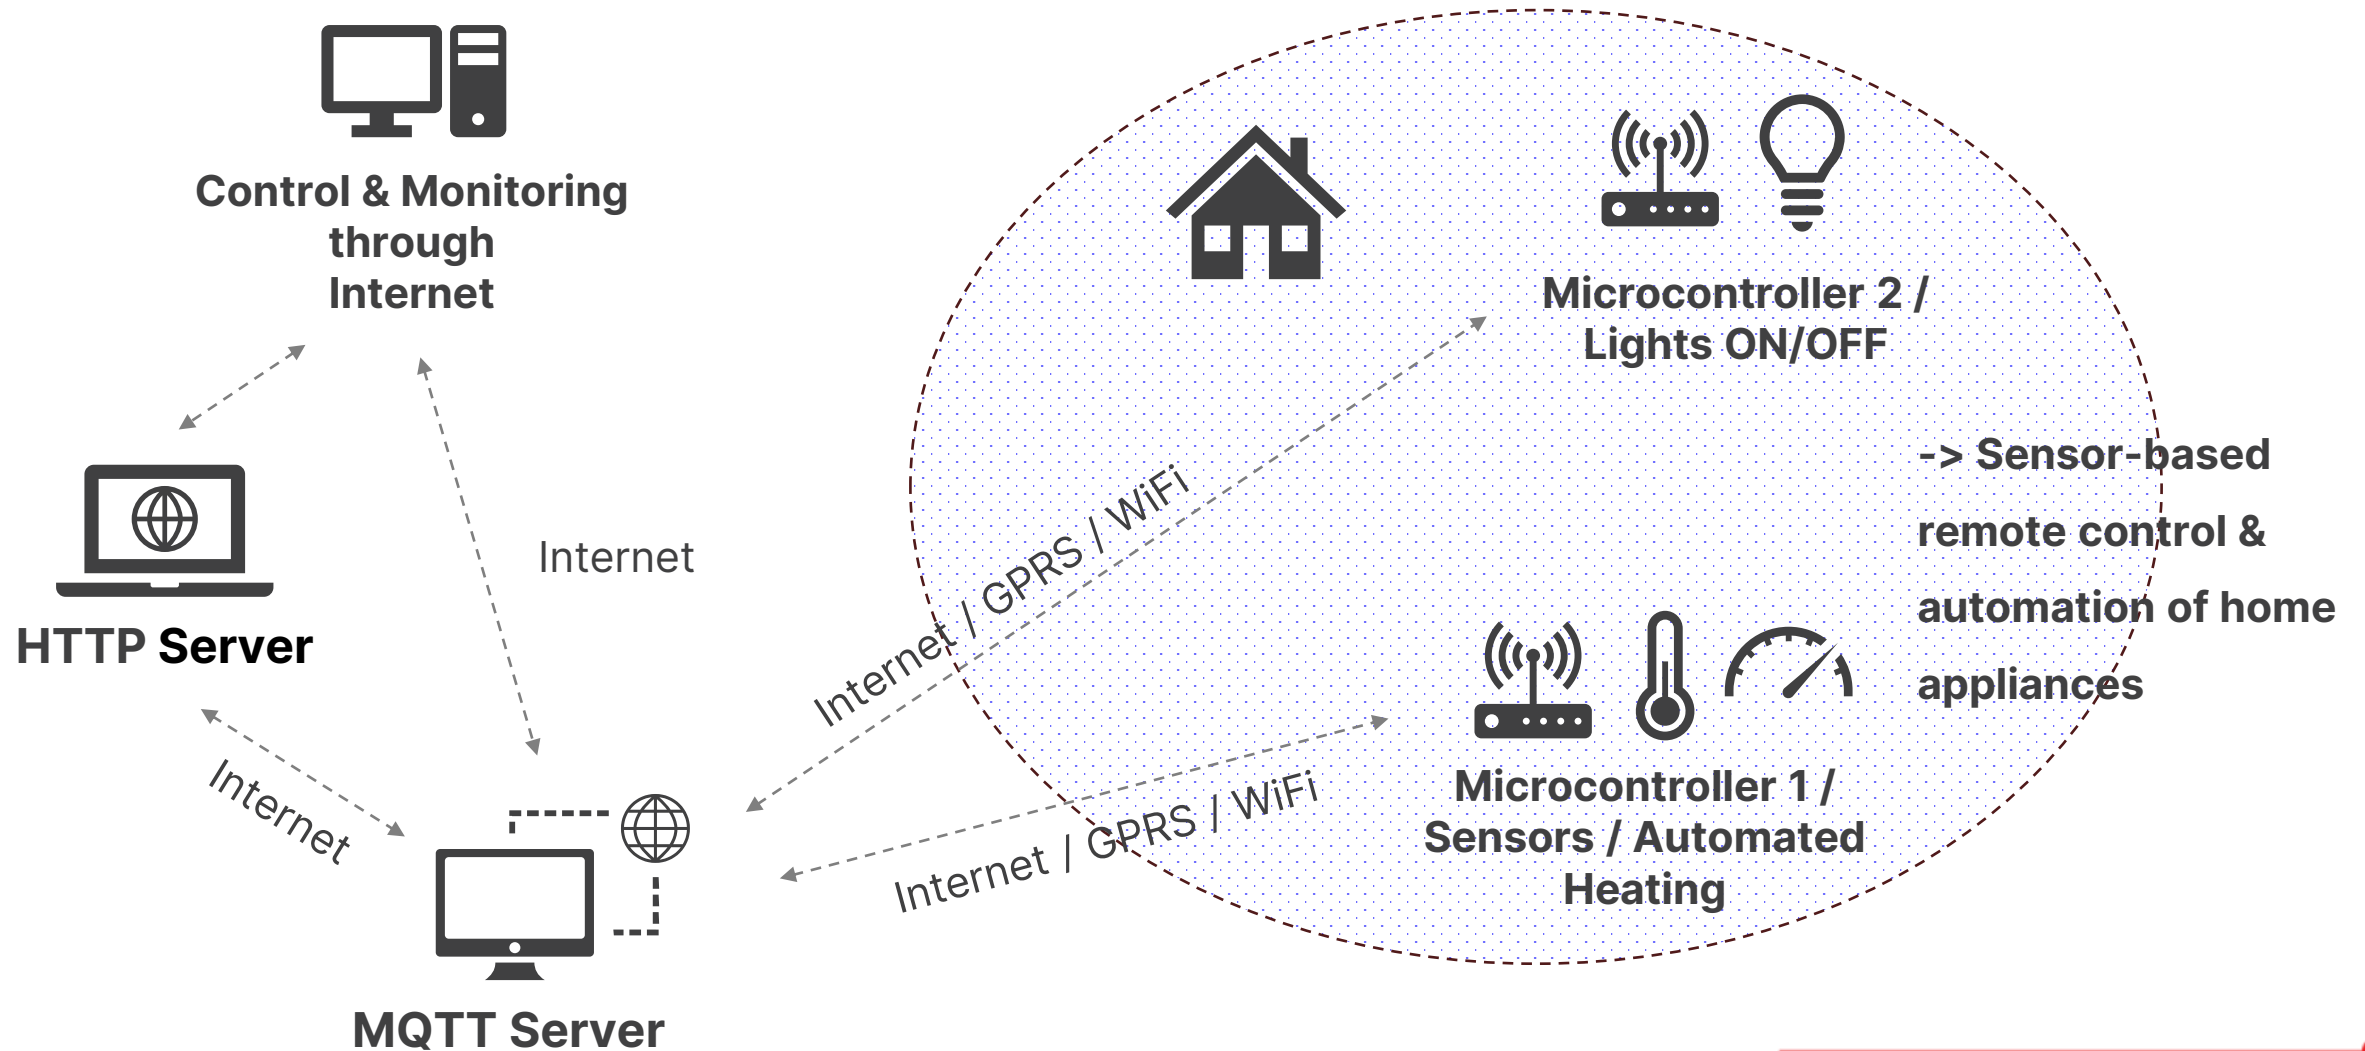 Control & Monitoring
through
Internet
Microcontroller 2 /
Lights ON/OFF
-> Sensor-based
remote control &
automation of home
appliances
Internet
Internet / GPRS / WiFi
HTTP Server
Internet
Internet / GPRS / WiFi
Microcontroller 1 /
Sensors / Automated
Heating
MQTT Server